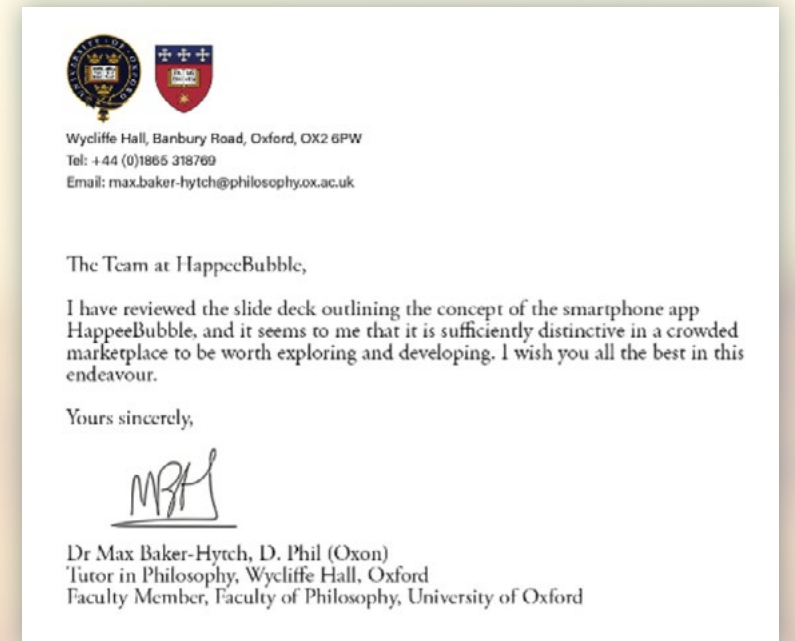 Wycliffe Hall, Banbury Road, Oxford, OX2 6PW
Tel: +44 (0)1865 318769
Email: max.baker-hytch@philosophy.ox.ac.uk
The Team at HappeeBubble,
I have reviewed the slide deck outlining the concept of the smartphone app
HappeeBubble, and it seems to me that it is sufficiently distinctive in a crowded
marketplace to be worth exploring and developing. I wish you all the best in this
endeavour.
Yours sincerely,
MBH
Dr Max Baker-Hytch, D. Phil (Oxon)
Tutor in Philosophy, Wycliffe Hall, Oxford
Faculty Member, Faculty of Philosophy, University of Oxford